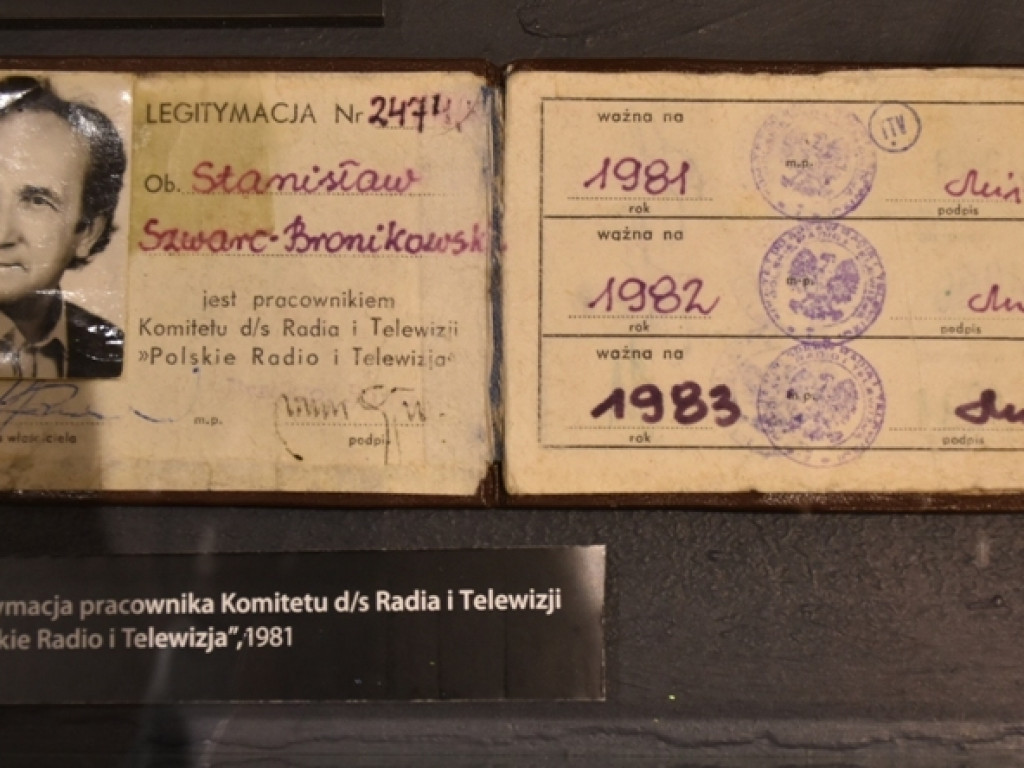 LEGITYMACJA Nr 2474
Ob. Stanisław
Szwarc-Bronikowsk
jest pracownikiem
Komitetu d/s Radia i Telewizji
»Polskie Radio i Telewizja«
m.p.
właściciela
podpis
ważna na
1981
m.p.
rok
podpis
ważna na
1982
m.p.
rok
podpis
ważna na
1983
m.p.
rok
podpis
ymacja pracownika Komitetu d/s Radia i Telewizji
kie Radio i Telewizja”,1981